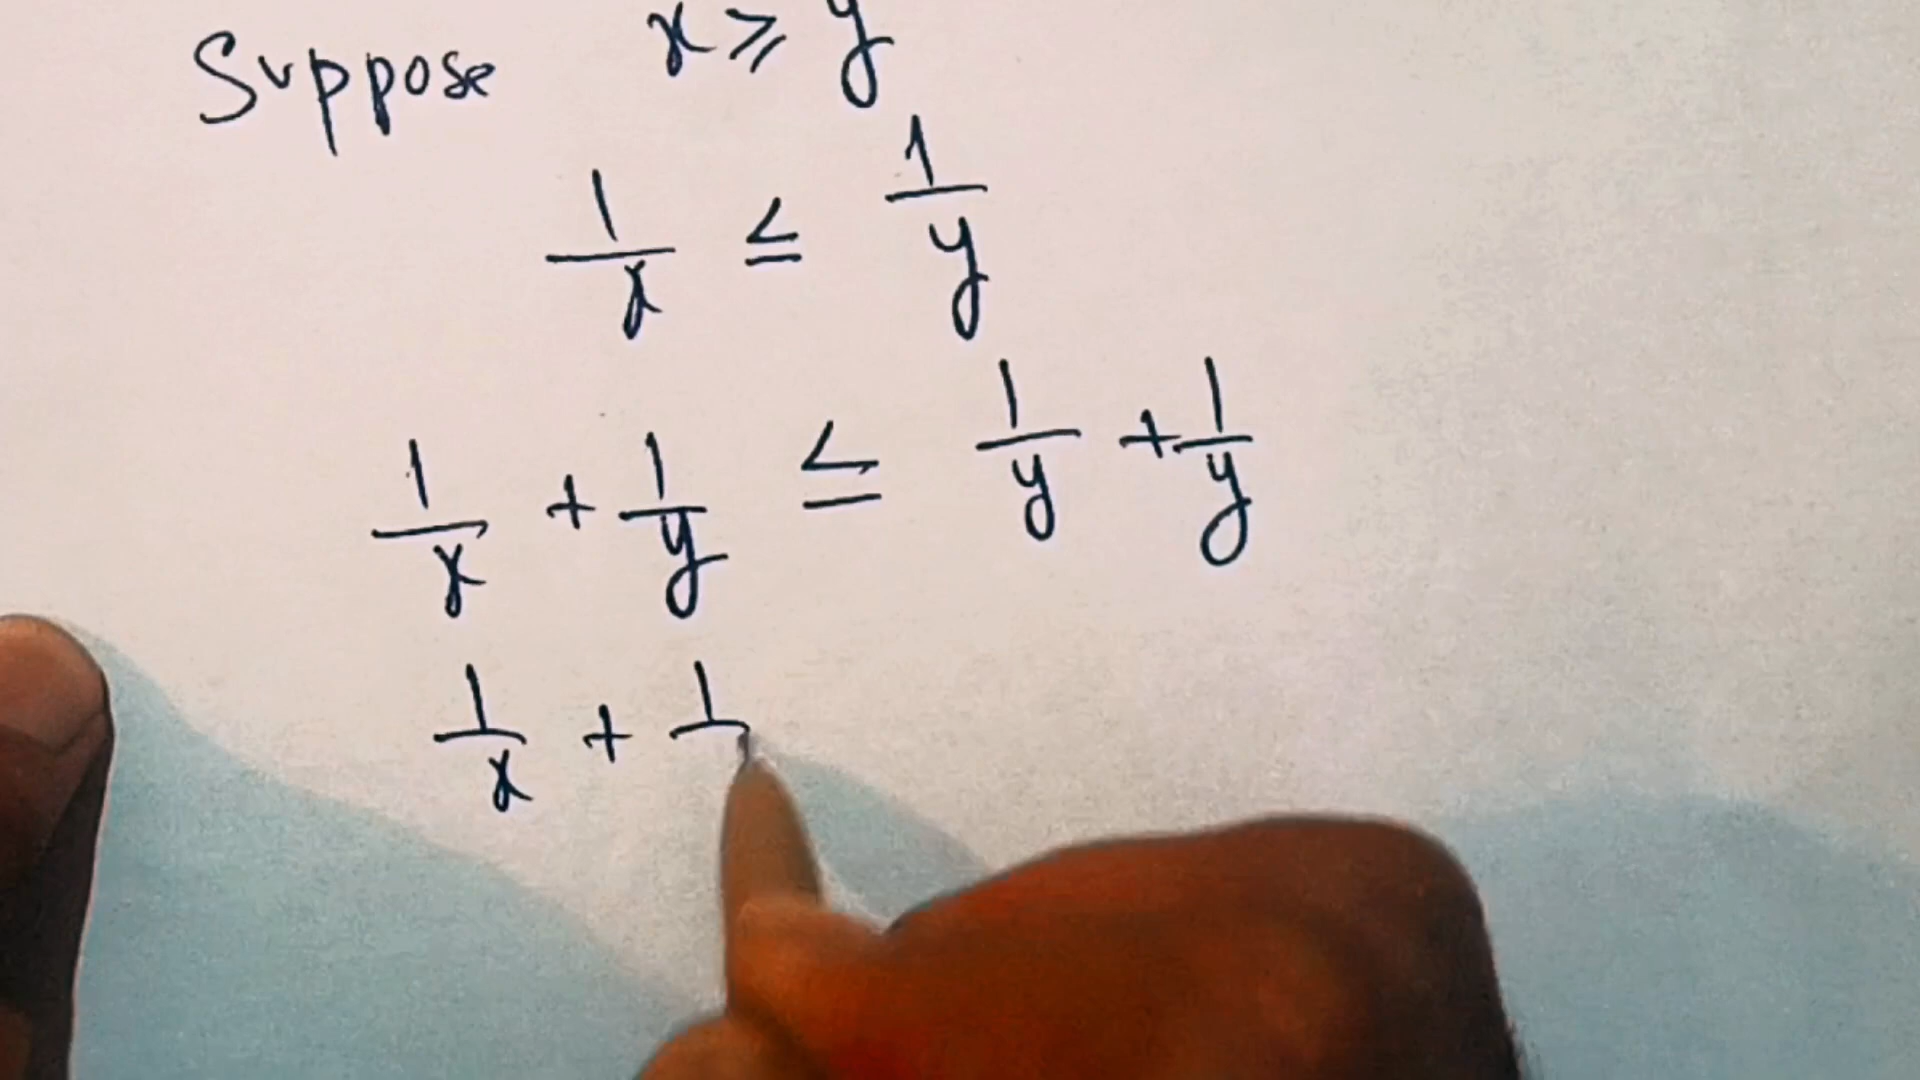 Suppose x ≥ y
1/x ≤ 1/y
1/x + 1/y ≤ 1/y + 1/y
1/x + 1/